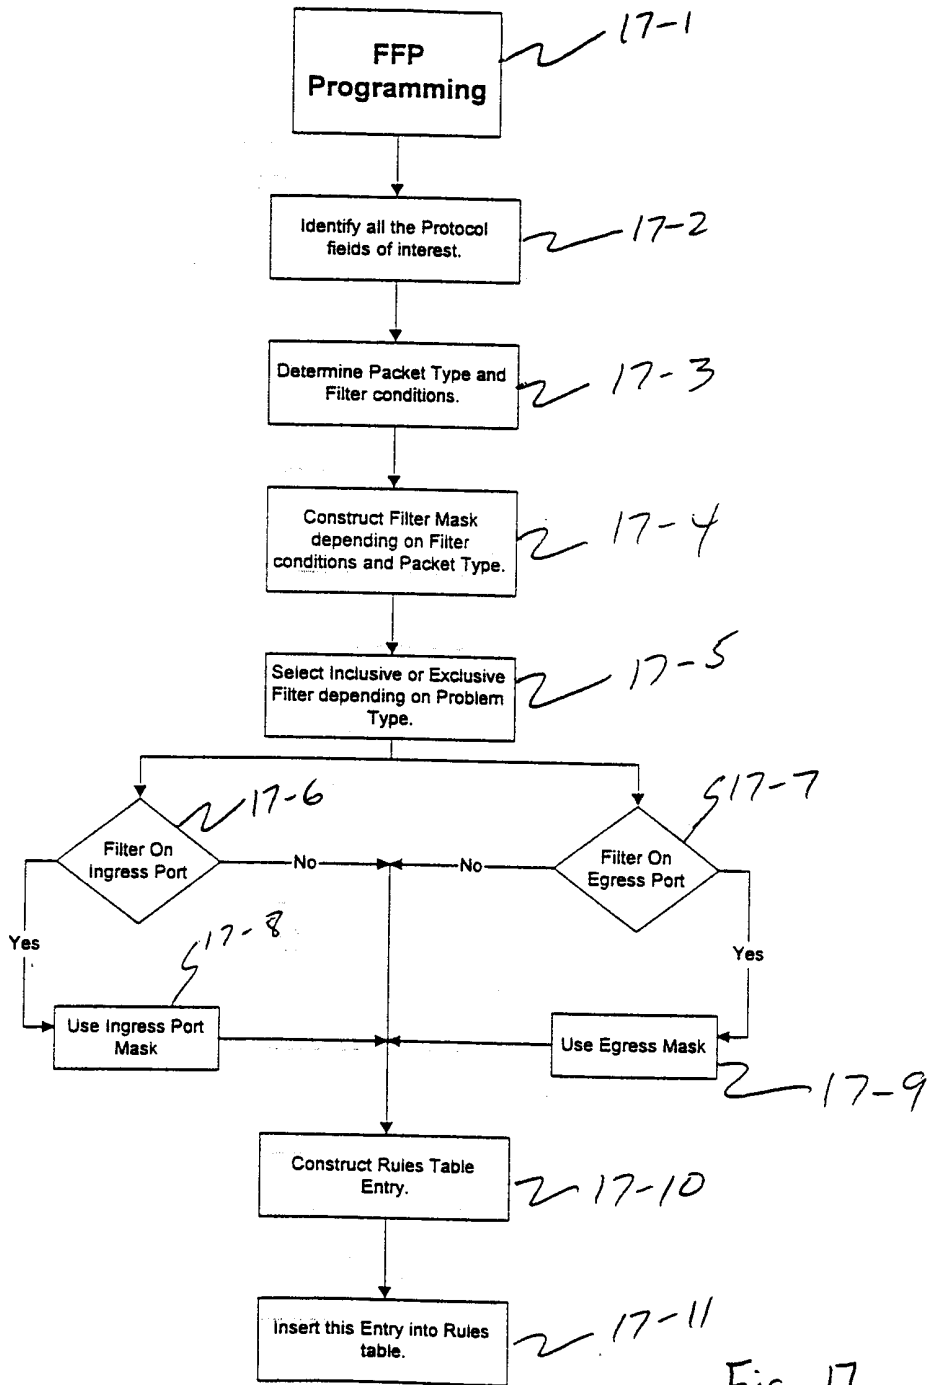 FFP
Programming
17-1
Identify all the Protocol
fields of interest.
17-2
Determine Packet Type and
Filter conditions.
17-3
Construct Filter Mask
depending on Filter
conditions and Packet Type.
17-4
Select Inclusive or Exclusive
Filter depending on Problem
Type.
17-5
Filter On
Ingress Port
17-6
No
No
Filter On
Egress Port
17-7
Yes
Yes
Use Ingress Port
Mask
17-8
Use Egress Mask
17-9
Construct Rules Table
Entry.
17-10
Insert this Entry into Rules
table.
17-11
Fig. 17